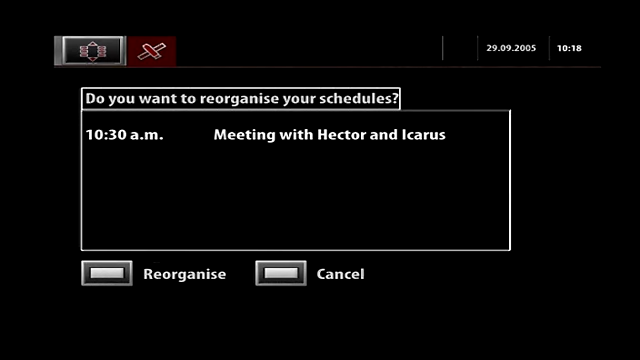 29.09.2005 10:18
Do you want to reorganise your schedules?
10:30 a.m. Meeting with Hector and Icarus
Reorganise Cancel